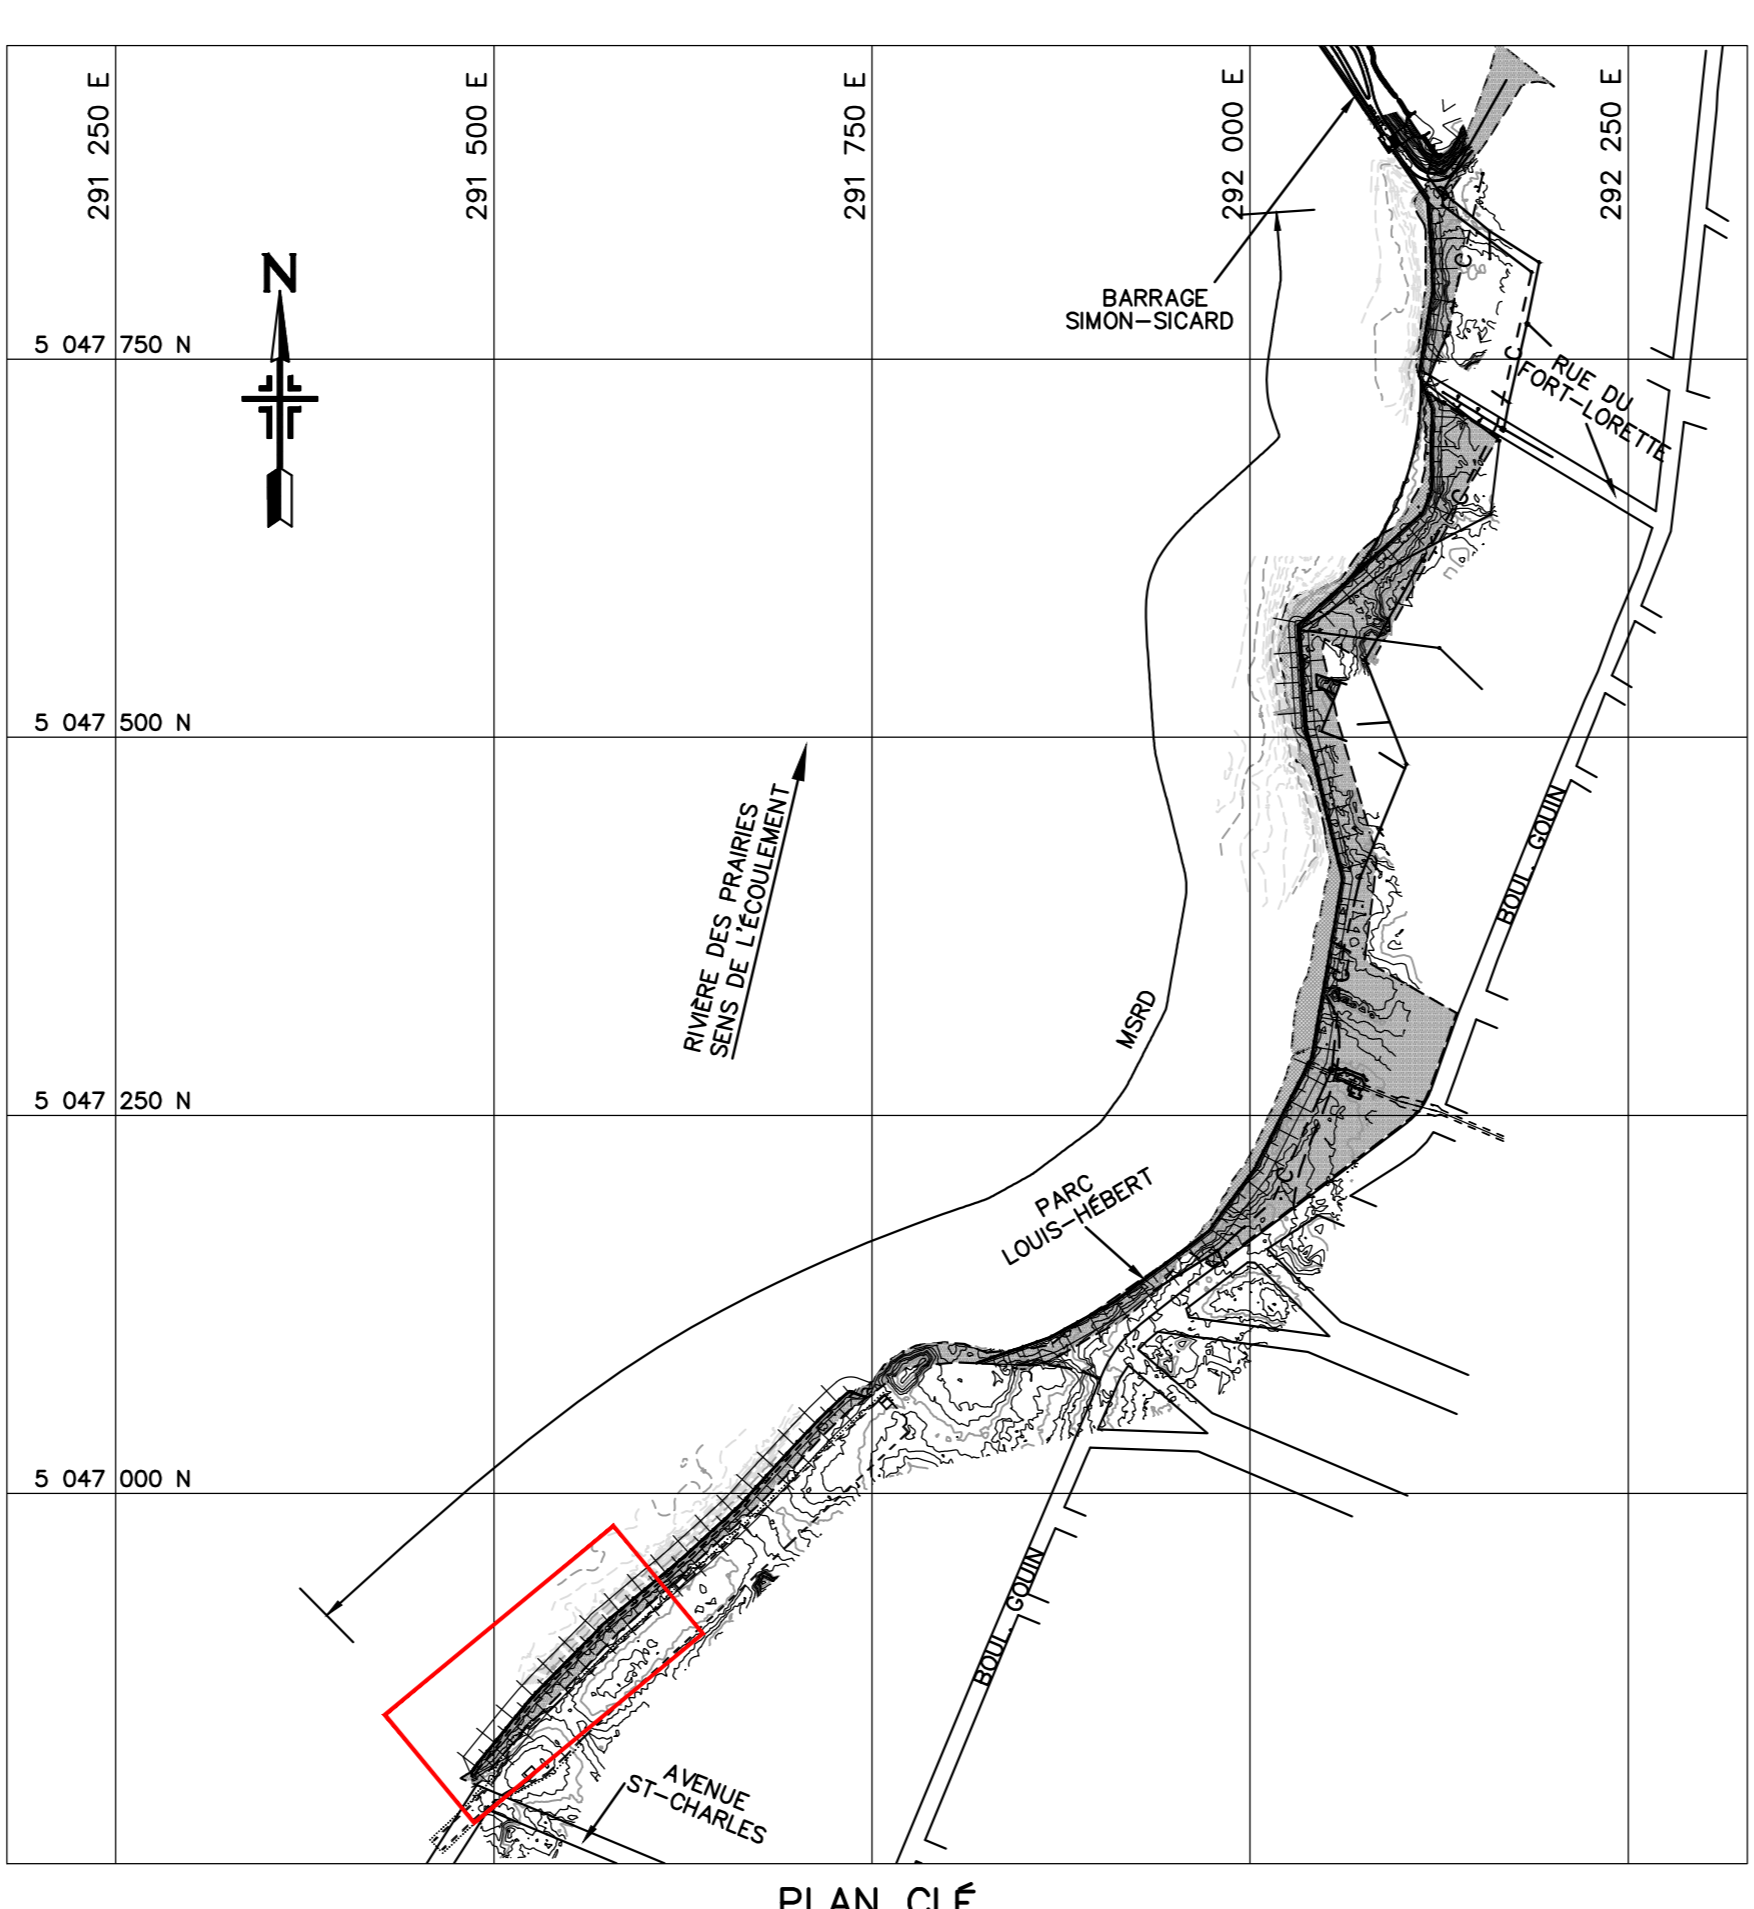 291 250 E
291 500 E
291 750 E
292 000 E
292 250 E
N
BARRAGE
SIMON-SICARD
5 047 750 N
C
C
RUE DU
FORT-LORETTE
C
5 047 500 N
RIVIÈRE DES PRAIRIES
SENS DE L'ÉCOULEMENT
BOUL. GOUIN
MSRD
5 047 250 N
C
PARC
LOUIS-HÉBERT
5 047 000 N
BOUL. GOUIN
AVENUE
ST-CHARLES
PLAN CLÉ